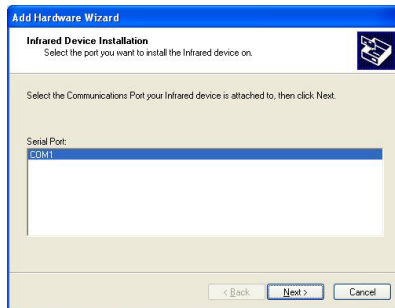 Add Hardware Wizard
Infrared Device Installation
Select the port you want to install the Infrared device on.
Select the Communications Port your Infrared device is attached to, then click Next.
Serial Port:
COM1
< Back
Next >
Cancel